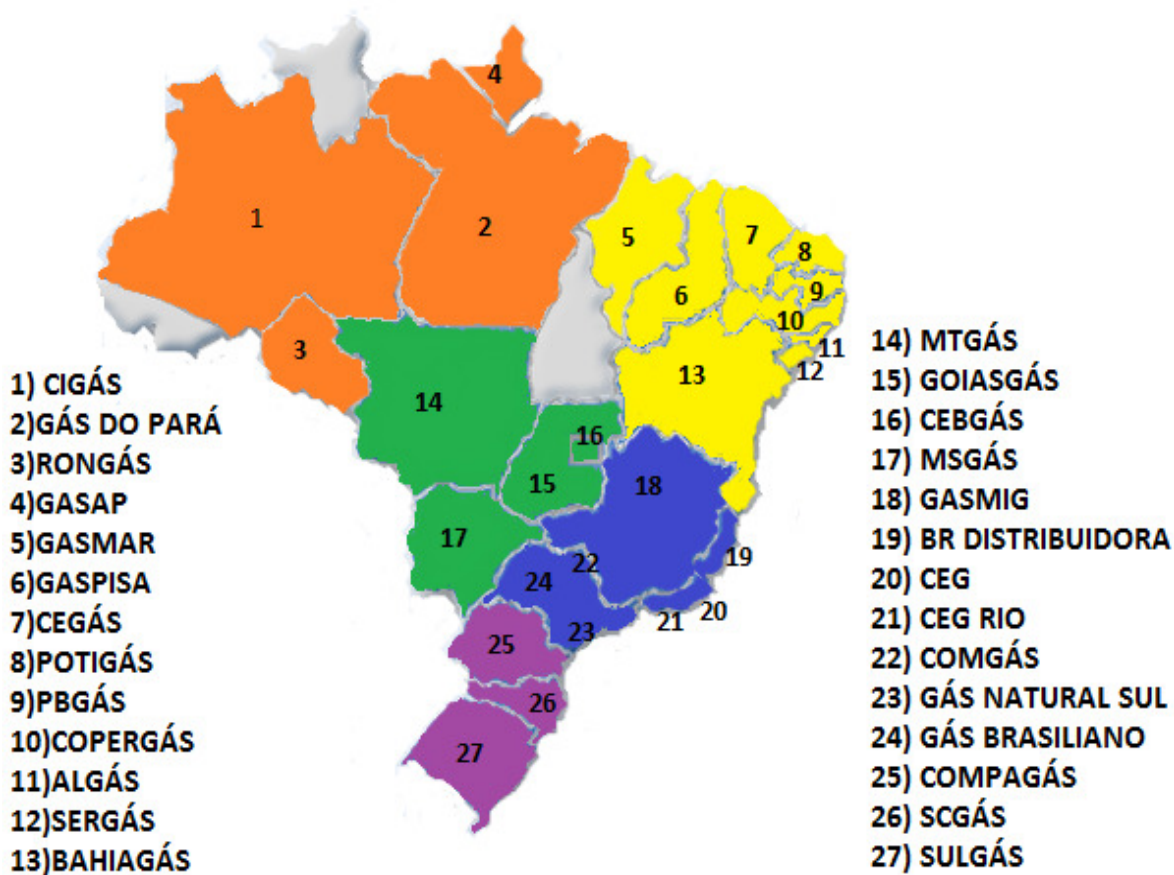 4
1
2
5
7
8
6
9
10
3
11
12
13
14
16
15
18
17
19
22
24
20
21
23
25
26
27
1) CIGÁS
2)GÁS DO PARÁ
3)RONGÁS
4)GASAP
5)GASMAR
6)GASPISA
7)CEGÁS
8)POTIGÁS
9)PBGÁS
10)COPERGÁS
11)ALGÁS
12)SERGÁS
13)BAHIAGÁS
14) MTGÁS
15) GOIASGÁS
16) CEBGÁS
17) MSGÁS
18) GASMIG
19) BR DISTRIBUIDORA
20) CEG
21) CEG RIO
22) COMGÁS
23) GÁS NATURAL SUL
24) GÁS BRASILIANO
25) COMPAGÁS
26) SCGÁS
27) SULGÁS